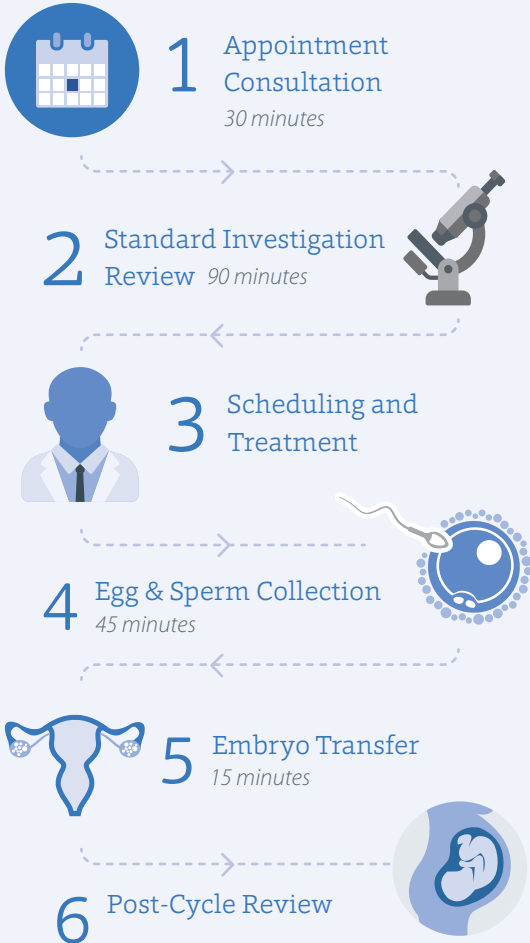 1 Appointment
Consultation
30 minutes
2 Standard Investigation
Review 90 minutes
3 Scheduling and
Treatment
4 Egg & Sperm Collection
45 minutes
5 Embryo Transfer
15 minutes
6 Post-Cycle Review